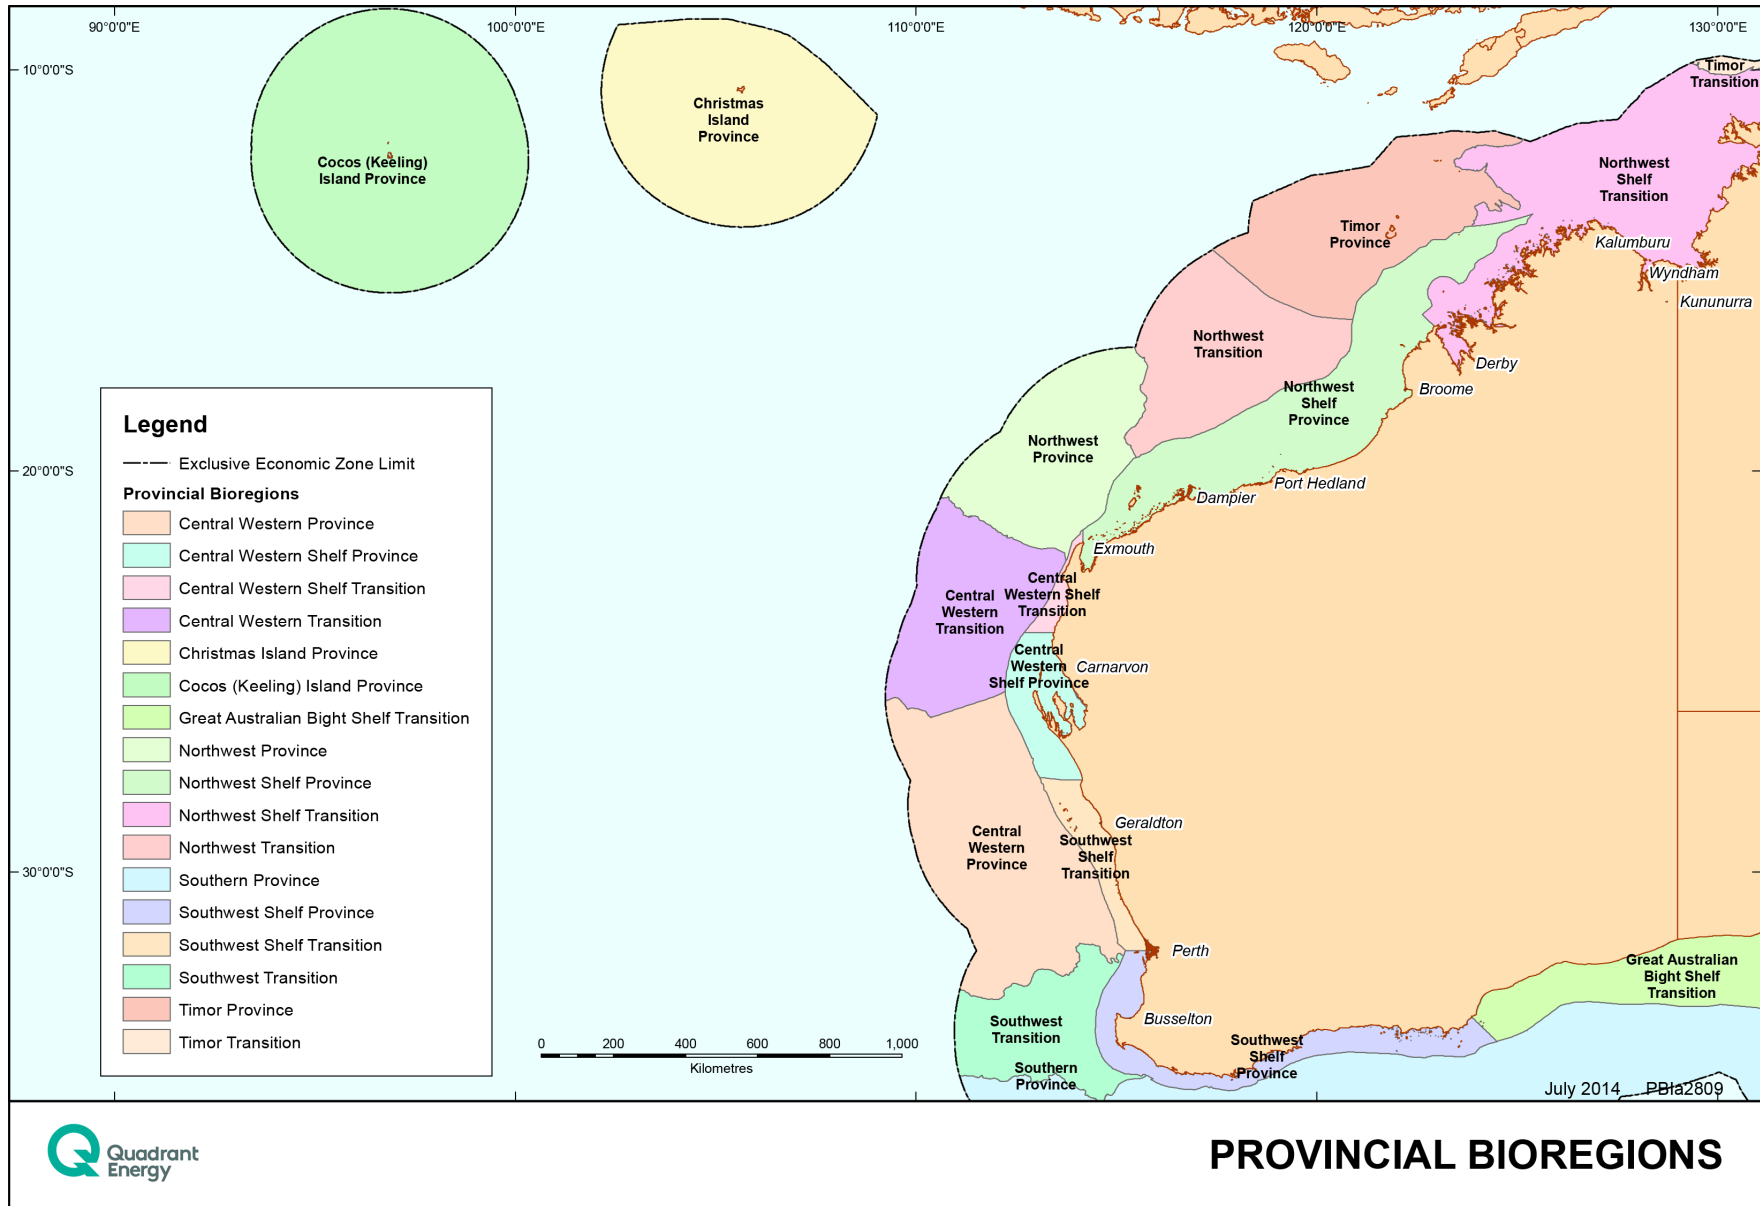 90°0'0"E
100°0'0"E
110°0'0"E
120°0'0"E
130°0'0"E
10°0'0"S
20°0'0"S
30°0'0"S
Cocos (Keeling)
Island Province
Christmas
Island
Province
Timor
Transition
Northwest
Shelf
Transition
Timor
Province
Kalumburu
Wyndham
Kununurra
Northwest
Transition
Derby
Broome
Northwest
Shelf
Province
Northwest
Province
Port Hedland
Dampier
Exmouth
Central
Western Shelf
Transition
Central
Western
Transition
Central
Western
Shelf Province
Carnarvon
Geraldton
Central
Western
Province
Southwest
Shelf
Transition
Perth
Great Australian
Bight Shelf
Transition
Busselton
Southwest
Transition
Southwest
Shelf
Province
Southern
Province
Legend
Exclusive Economic Zone Limit
Provincial Bioregions
Central Western Province
Central Western Shelf Province
Central Western Shelf Transition
Central Western Transition
Christmas Island Province
Cocos (Keeling) Island Province
Great Australian Bight Shelf Transition
Northwest Province
Northwest Shelf Province
Northwest Shelf Transition
Northwest Transition
Southern Province
Southwest Shelf Province
Southwest Shelf Transition
Southwest Transition
Timor Province
Timor Transition
0 200 400 600 800 1,000
Kilometres
July 2014 PBIa2809
Quadrant
Energy
PROVINCIAL BIOREGIONS